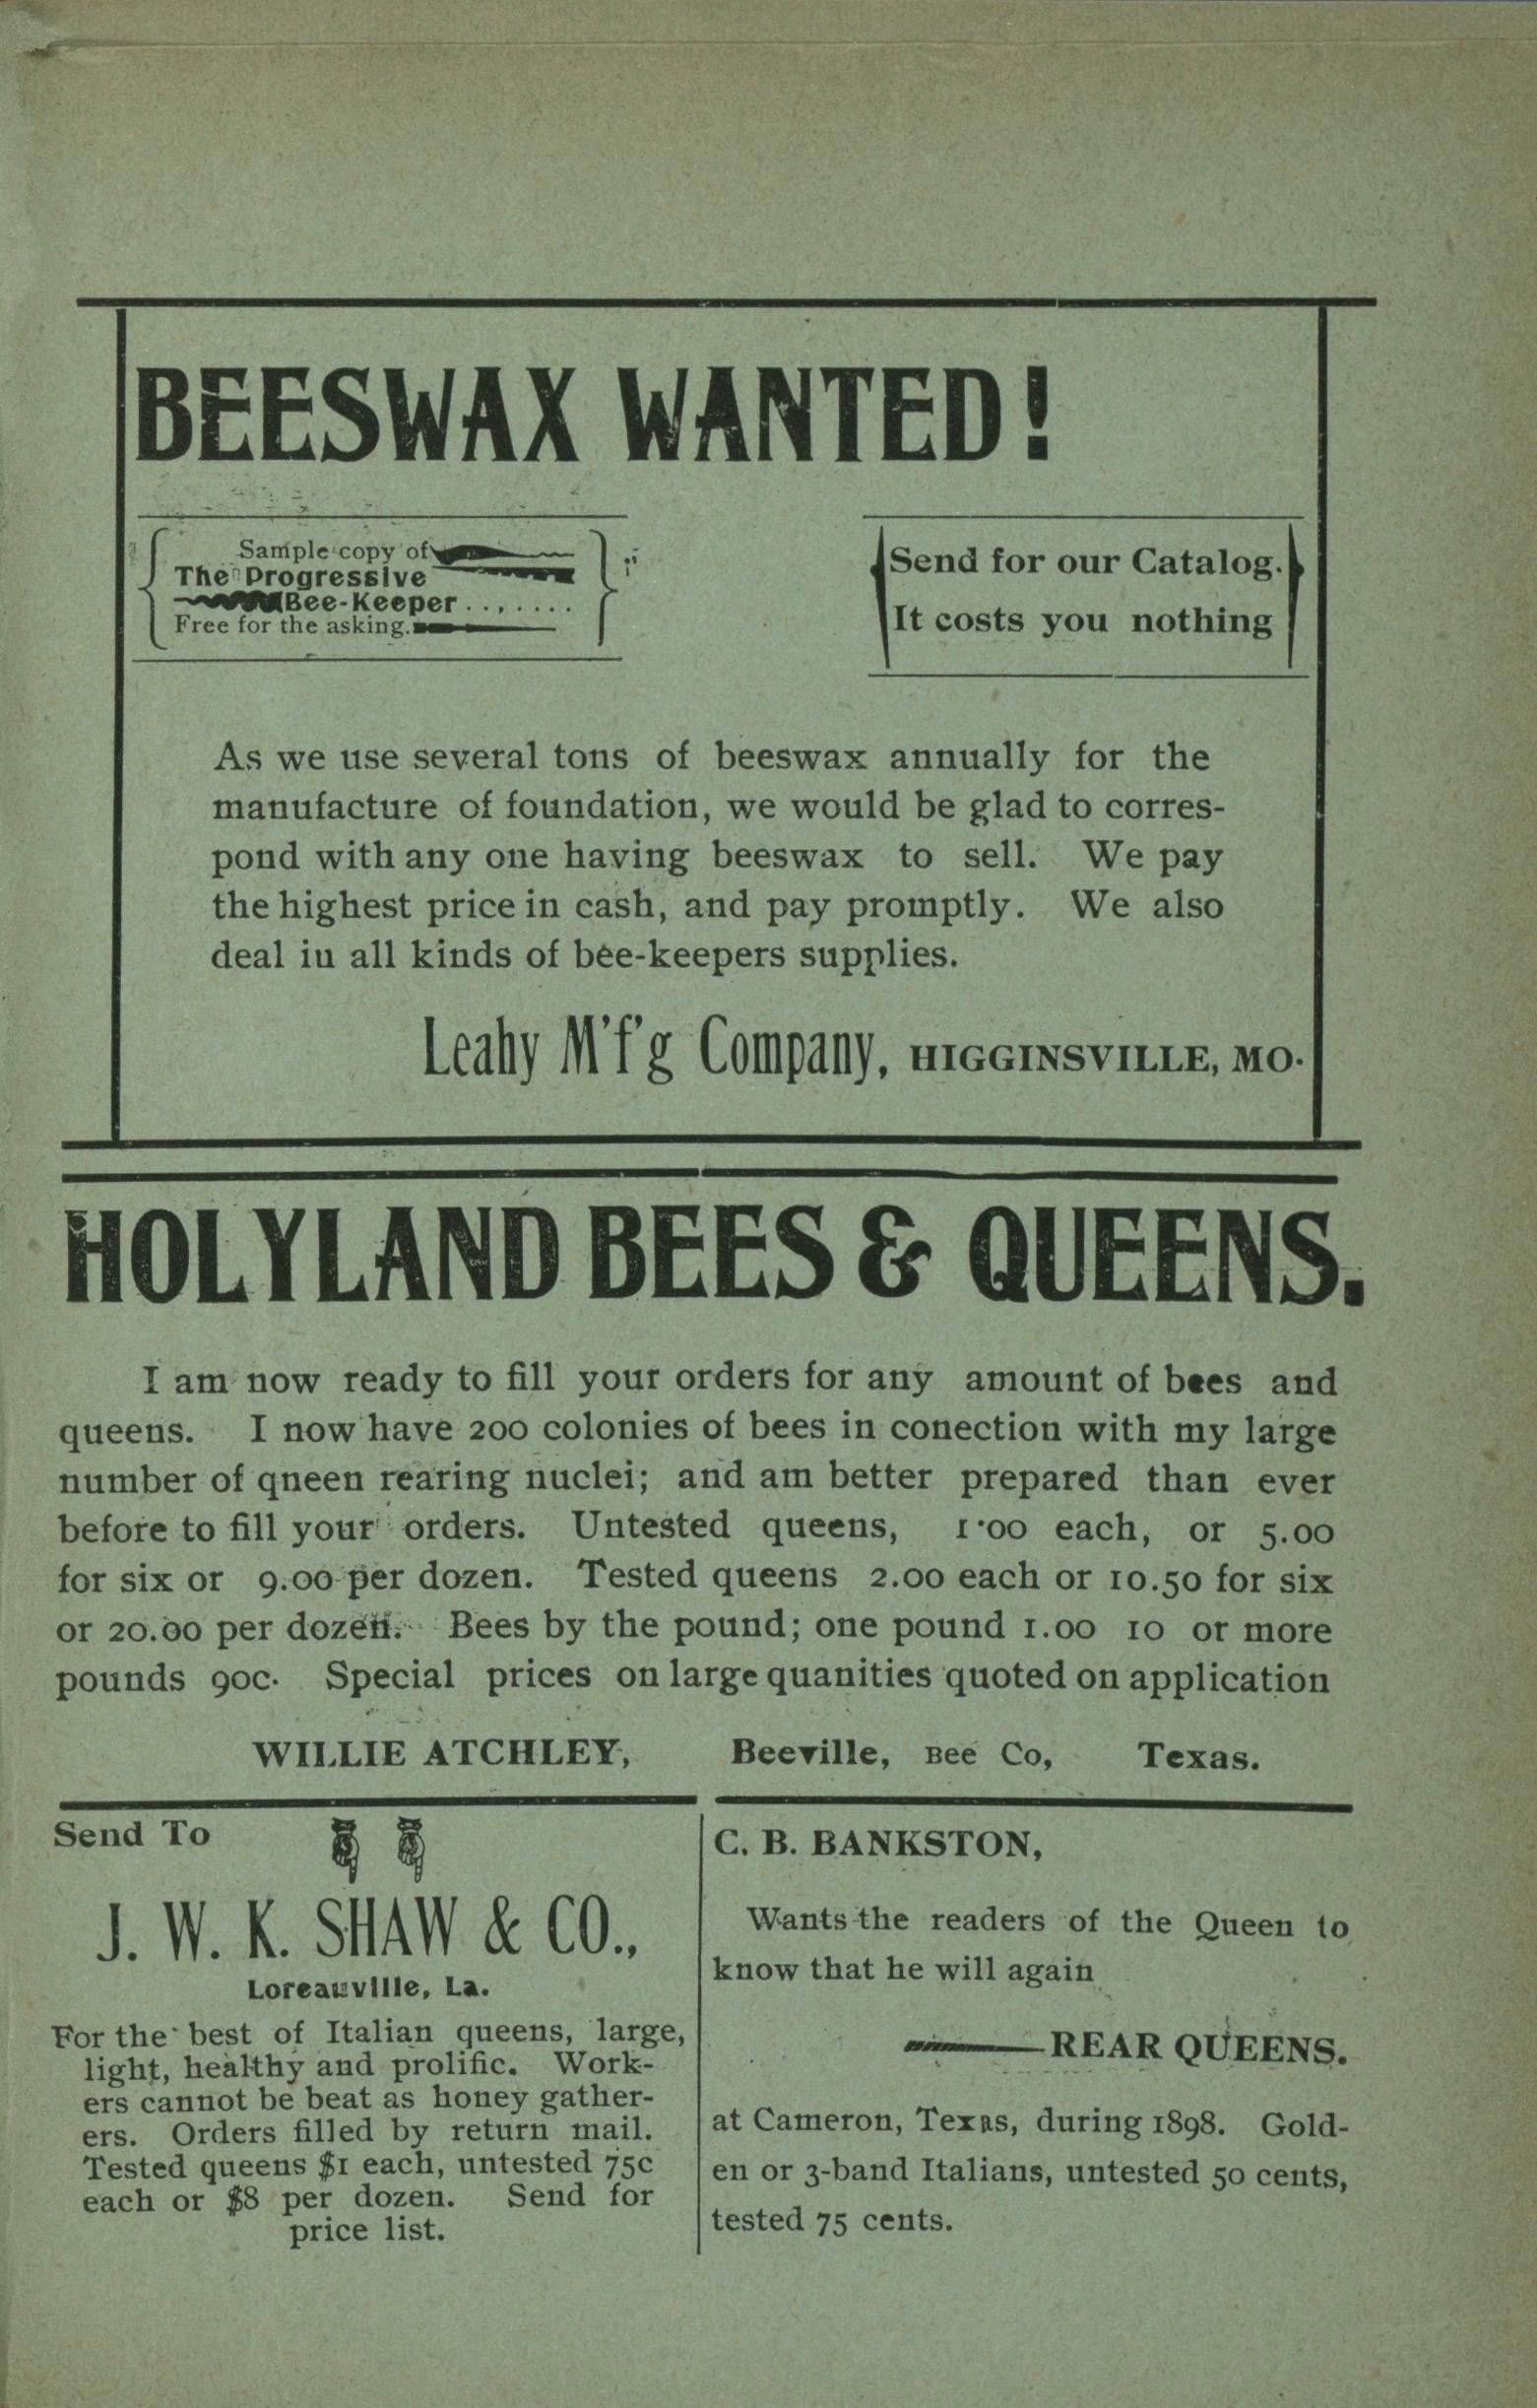 BEESWAX WANTED!
Sample copy of
The Progressive
Bee-Keeper . . , . . . .
Free for the asking.
Send for our Catalog.
It costs you nothing
As we use several tons of beeswax annually for the
manufacture of foundation, we would be glad to corres-
pond with any one having beeswax to sell. We pay
the highest price in cash, and pay promptly. We also
deal iu all kinds of bee-keepers supplies.
Leahy M'f'g Company, HIGGINSVILLE, MO.
HOLYLAND BEES & QUEENS.
I am now ready to fill your orders for any amount of bees and
queens. I now have 200 colonies of bees in conection with my large
number of qneen rearing nuclei; and am better prepared than ever
before to fill your orders. Untested queens, 1·00 each, or 5.00
for six or 9.00 per dozen. Tested queens 2.00 each or 10.50 for six
or 20.00 per dozen. Bees by the pound; one pound 1.00 10 or more
pounds 90c. Special prices on large quanities quoted on application
WILLIE ATCHLEY, Beeville, Bee Co, Texas.
Send To
J. W. K. SHAW & CO.,
Loreauville, La.
For the best of Italian queens, large,
light, healthy and prolific. Work-
ers cannot be beat as honey gather-
ers. Orders filled by return mail.
Tested queens $1 each, untested 75c
each or $8 per dozen. Send for
price list.
C. B. BANKSTON,
Wants the readers of the Queen to
know that he will again
REAR QUEENS.
at Cameron, Texas, during 1898. Gold-
en or 3-band Italians, untested 50 cents,
tested 75 cents.